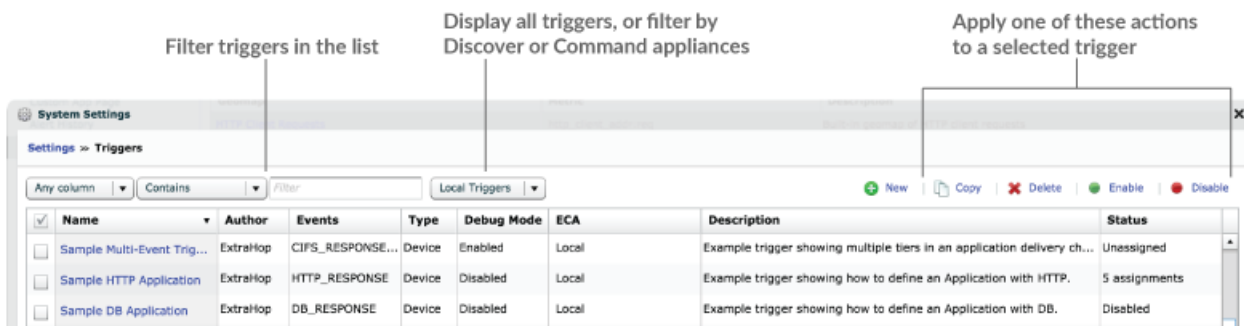 Display all triggers, or filter by
Discover or Command appliances
Apply one of these actions
to a selected trigger
Filter triggers in the list
System Settings
Settings » Triggers
Any column Contains Filter Local Triggers New Copy Delete Enable Disable
Name Author Events Type Debug Mode ECA Description Status
Sample Multi-Event Trig... ExtraHop CIFS_RESPONSE... Device Enabled Local Example trigger showing multiple tiers in an application delivery ch... Unassigned
Sample HTTP Application ExtraHop HTTP_RESPONSE Device Disabled Local Example trigger showing how to define an Application with HTTP. 5 assignments
Sample DB Application ExtraHop DB_RESPONSE Device Disabled Local Example trigger showing how to define an Application with DB. Disabled